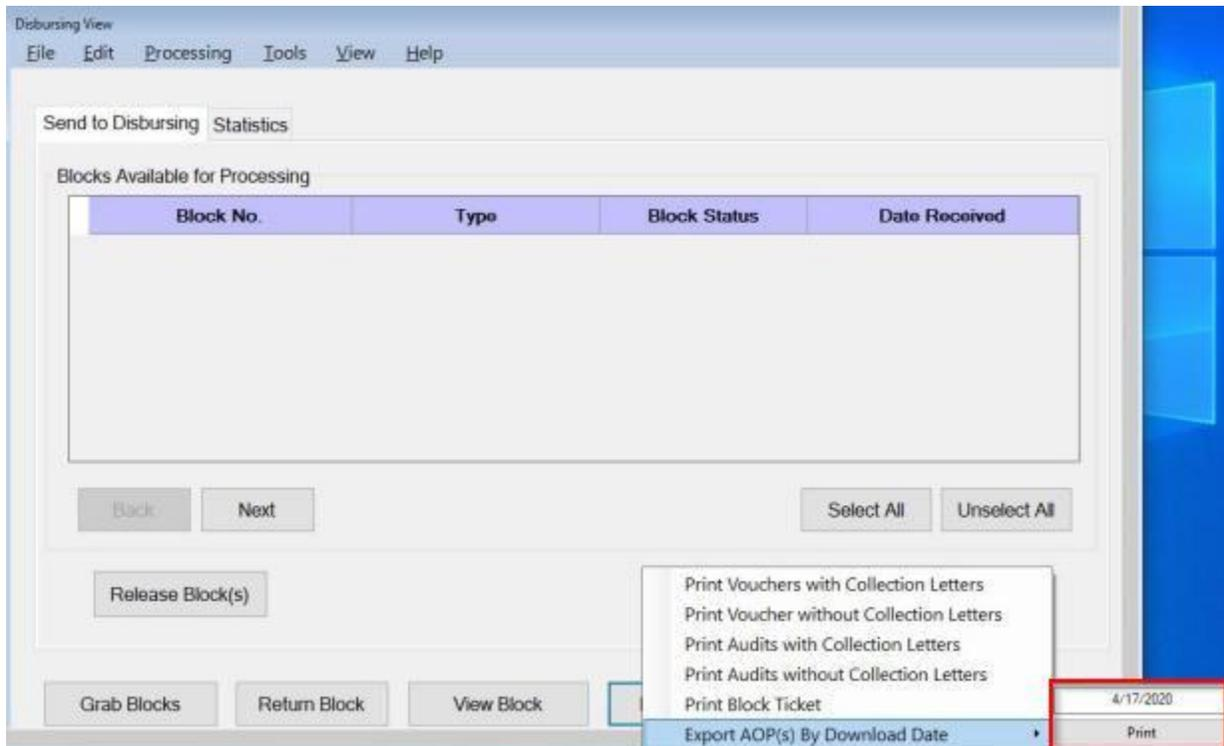 Disbursing View
File Edit Processing Tools View Help
Send to Disbursing Statistics
Blocks Available for Processing
Block No. Type Block Status Date Received
Back Next Select All Unselect All
Release Block(s)
Print Vouchers with Collection Letters
Print Voucher without Collection Letters
Print Audits with Collection Letters
Print Audits without Collection Letters
Grab Blocks Return Block View Block
Print Block Ticket
4/17/2020
Export AOP(s) By Download Date
Print